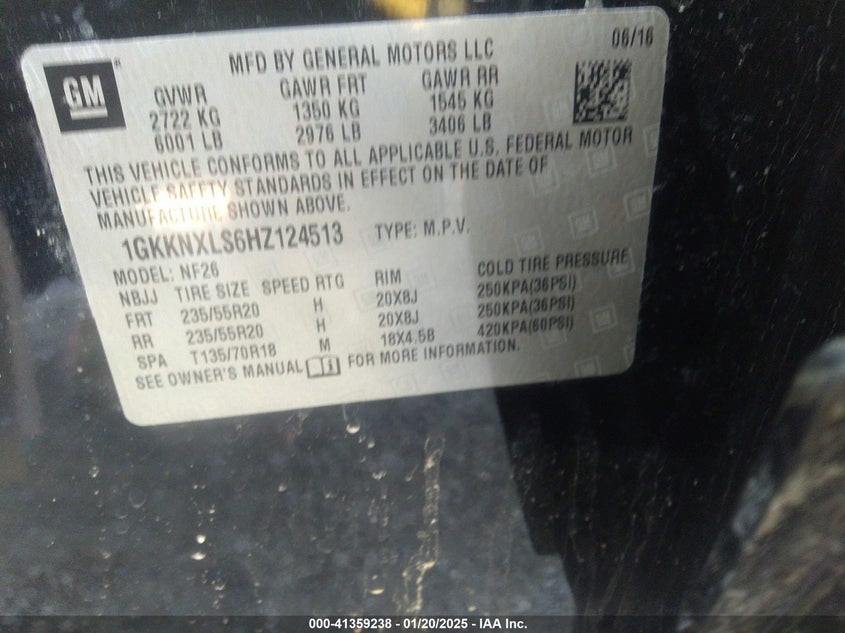 GM
MFD BY GENERAL MOTORS LLC
06/16
GVWR GAWR FRT GAWR RR
2722 KG 1350 KG 1545 KG
6001 LB 2976 LB 3406 LB
THIS VEHICLE CONFORMS TO ALL APPLICABLE U.S. FEDERAL MOTOR
VEHICLE SAFETY STANDARDS IN EFFECT ON THE DATE OF
MANUFACTURE SHOWN ABOVE.
1GKKNXLS6HZ124513 TYPE: M.P.V.
MODEL: NF26
NBJJ TIRE SIZE SPEED RTG RIM COLD TIRE PRESSURE
FRT 235/55R20 H 20X8J 250KPA(36PSI)
RR 235/55R20 H 20X8J 250KPA(36PSI)
SPA T135/70R18 M 18X4.5B 420KPA(60PSI)
SEE OWNER'S MANUAL FOR MORE INFORMATION.
000-41359238 - 01/20/2025 - IAA Inc.